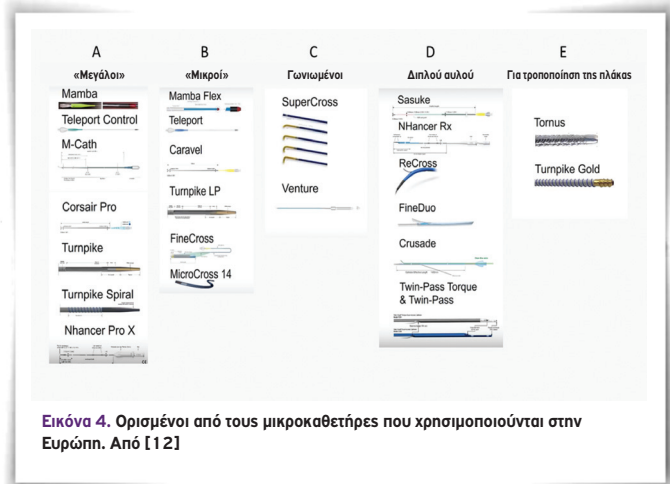 A
«Μεγάλοι»
Mamba
Teleport Control
M-Cath
Corsair Pro
Turnpike
Turnpike Spiral
Nhancer Pro X
B
«Μικροί»
Mamba Flex
Teleport
Caravel
Turnpike LP
FineCross
MicroCross 14
C
Γωνιωμένοι
SuperCross
Venture
D
Διπλού αυλού
Sasuke
NHancer Rx
ReCross
FineDuo
Crusade
Twin-Pass Torque
& Twin-Pass
E
Για τροποποίηση της πλάκας
Tornus
Turnpike Gold
Εικόνα 4. Ορισμένοι από τους μικροκαθετήρες που χρησιμοποιούνται στην
Ευρώπη. Από [12]